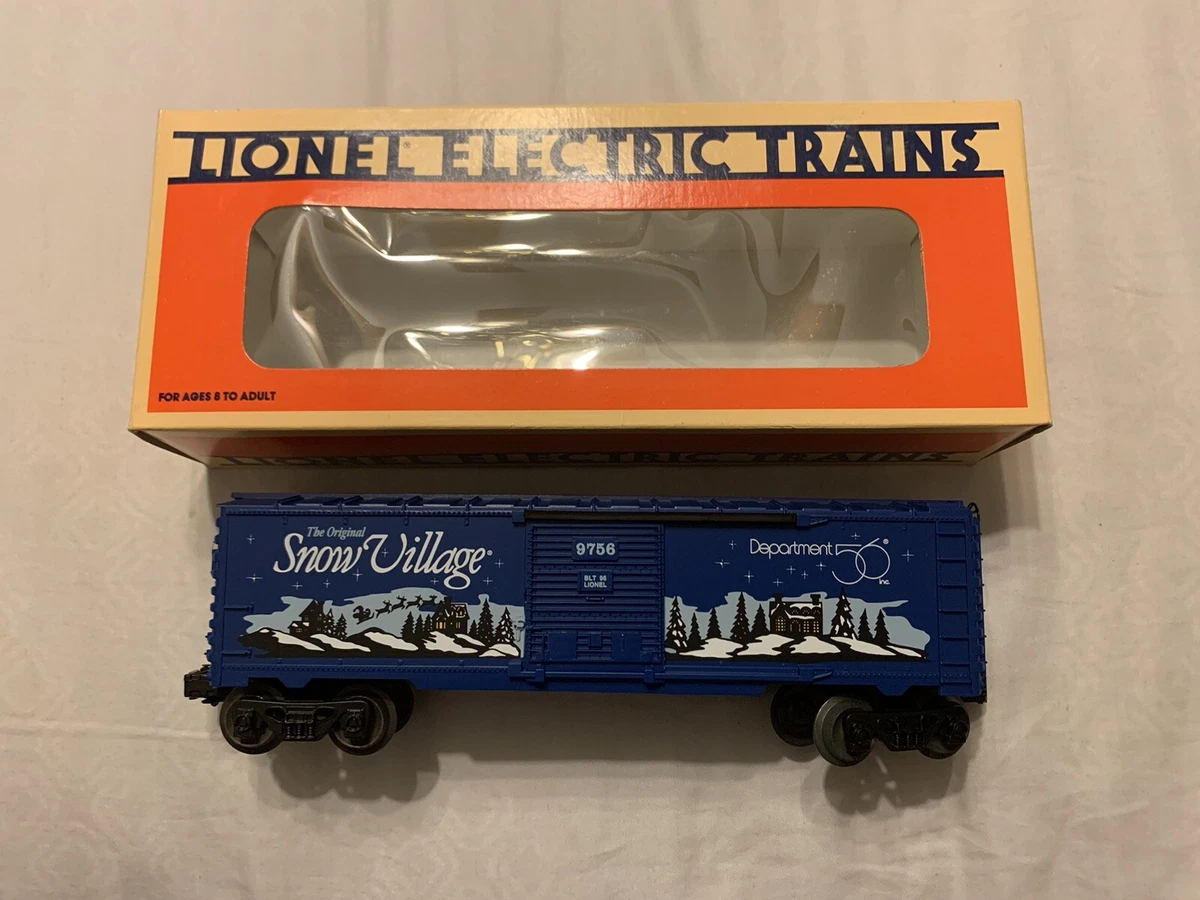 LIONEL® ELECTRIC TRAINS
FOR AGES 8 TO ADULT
LIONEL ELECTRIC TRAINS
The Original
Snow Village®
9756
BLT 96
LIONEL
Department 56®
inc.